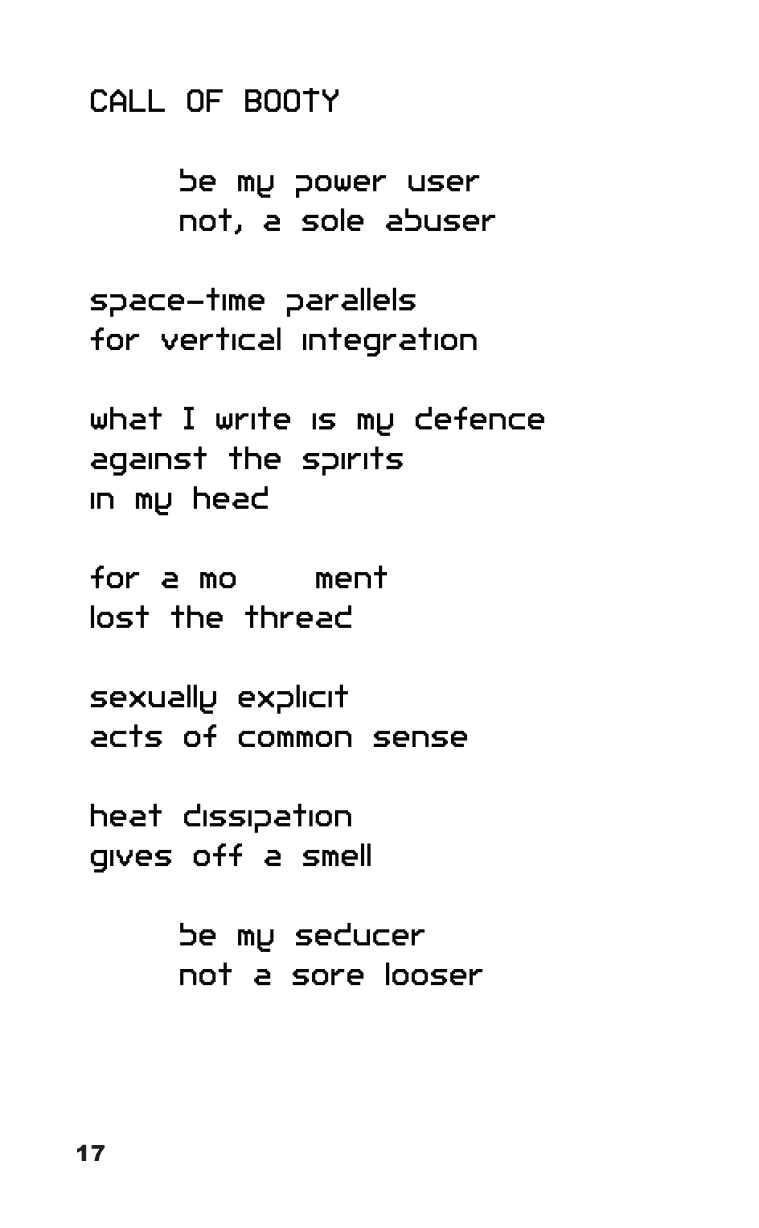 CALL OF BOOTY
be my power user
not, a sole abuser
space-time parallels
for vertical integration
what I write is my defence
against the spirits
in my head
for a mo    ment
lost the thread
sexually explicit
acts of common sense
heat dissipation
gives off a smell
be my seducer
not a sore looser
17